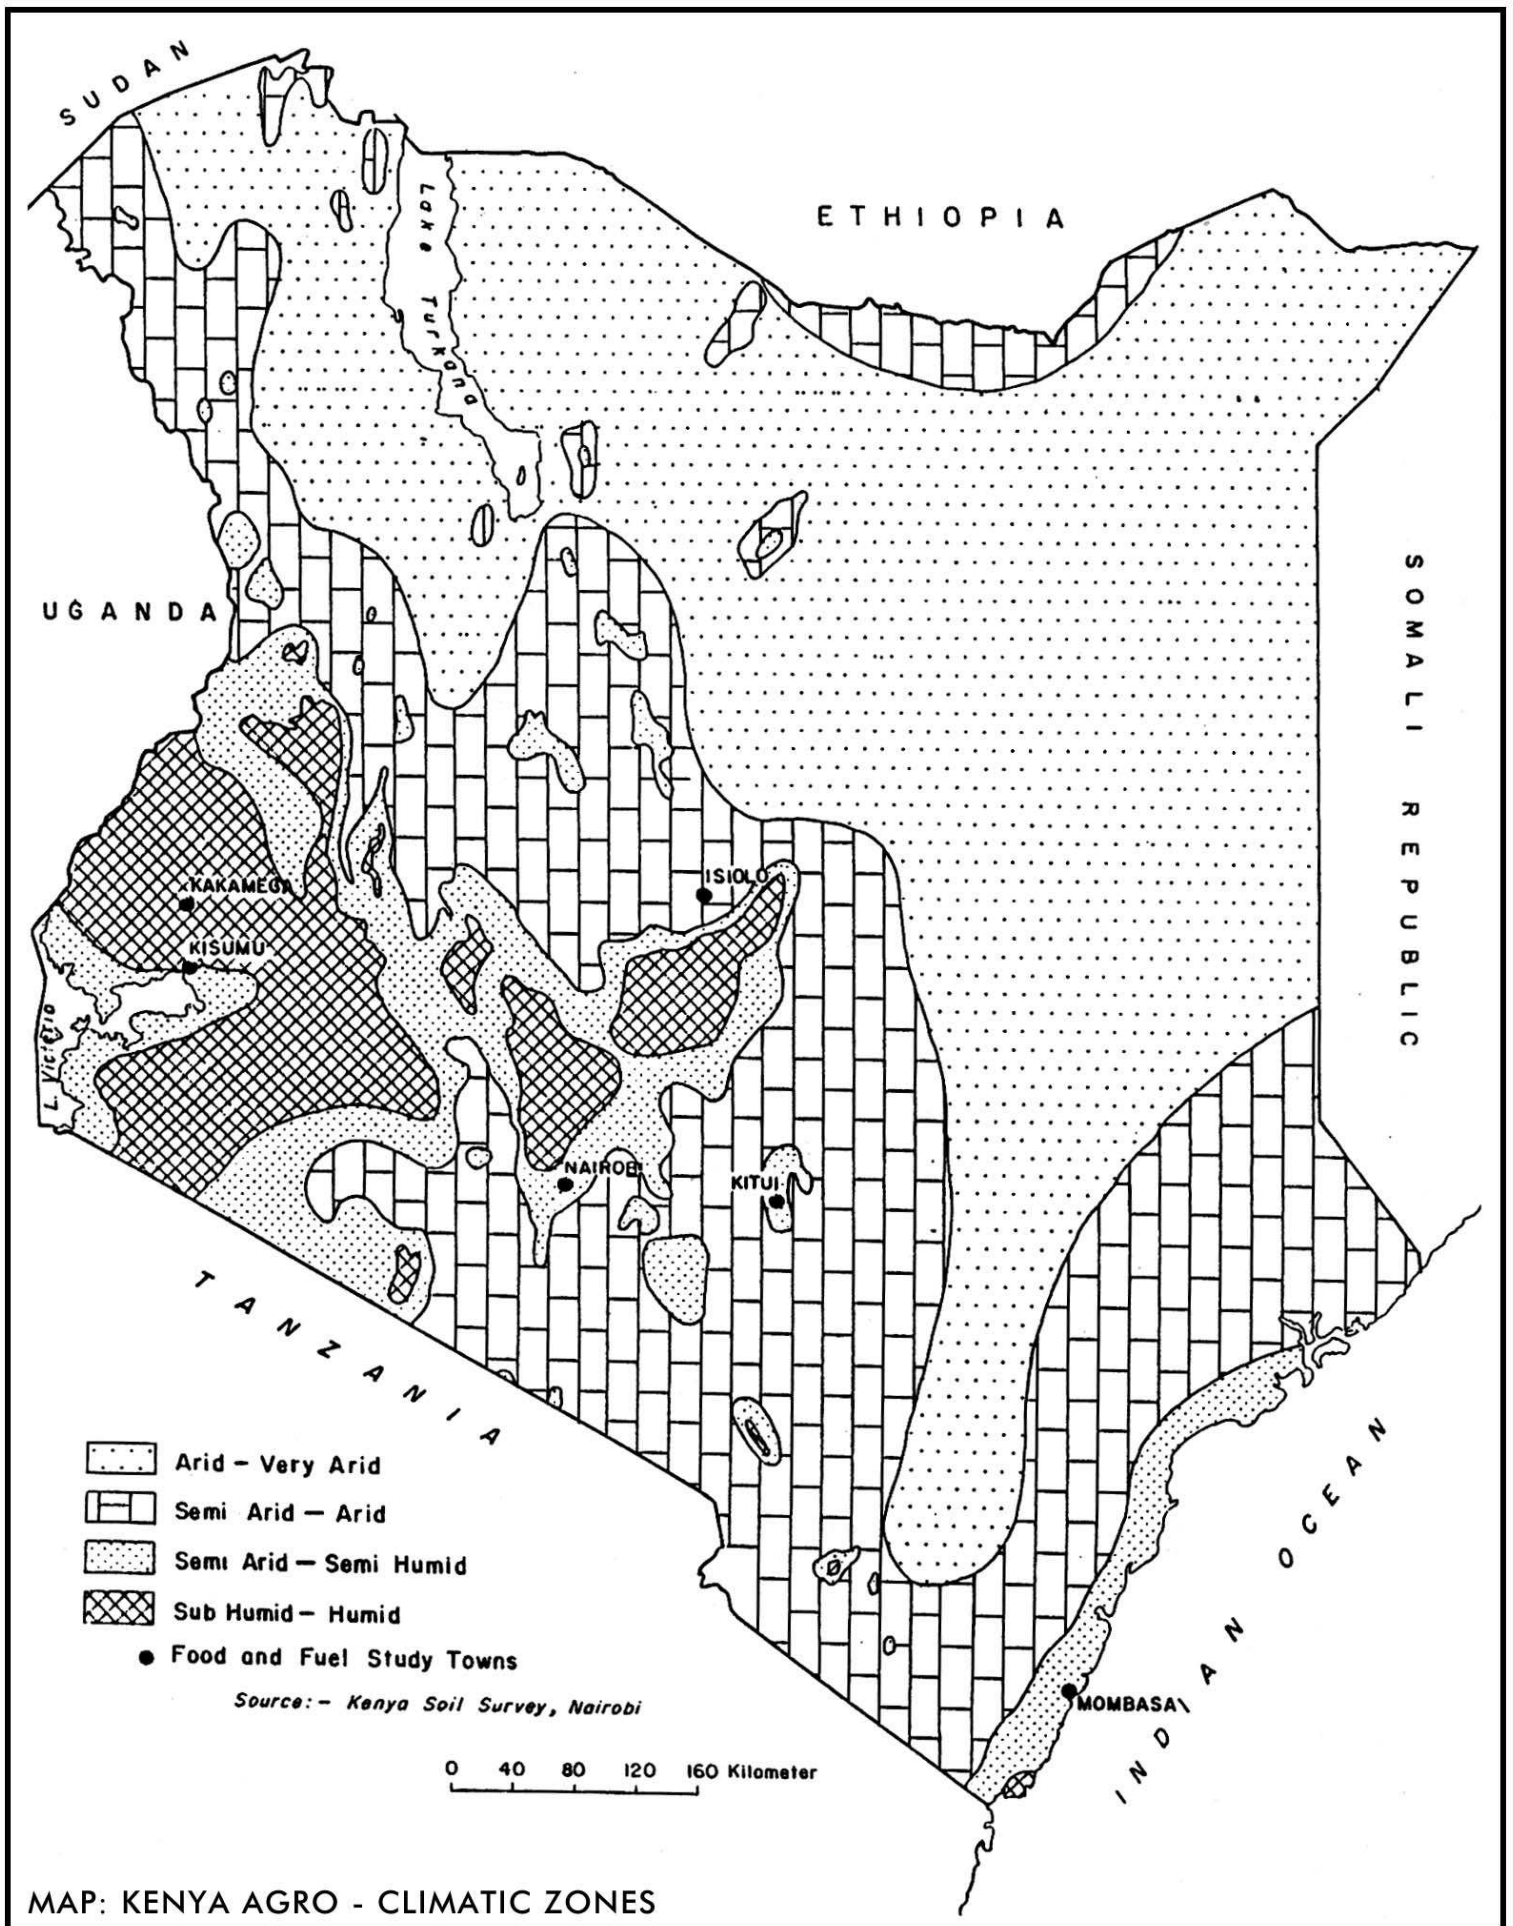 SUDAN
ETHIOPIA
Lake Turkana
UGANDA
SOMALI REPUBLIC
ISIOLO
KAKAMEGA
KISUMU
L. Victoria
NAIROBI
KITUI
TANZANIA
INDIAN OCEAN
MOMBASA
Arid - Very Arid
Semi Arid - Arid
Semi Arid - Semi Humid
Sub Humid - Humid
Food and Fuel Study Towns
Source: - Kenya Soil Survey, Nairobi
0 40 80 120 160 Kilometer
MAP: KENYA AGRO - CLIMATIC ZONES